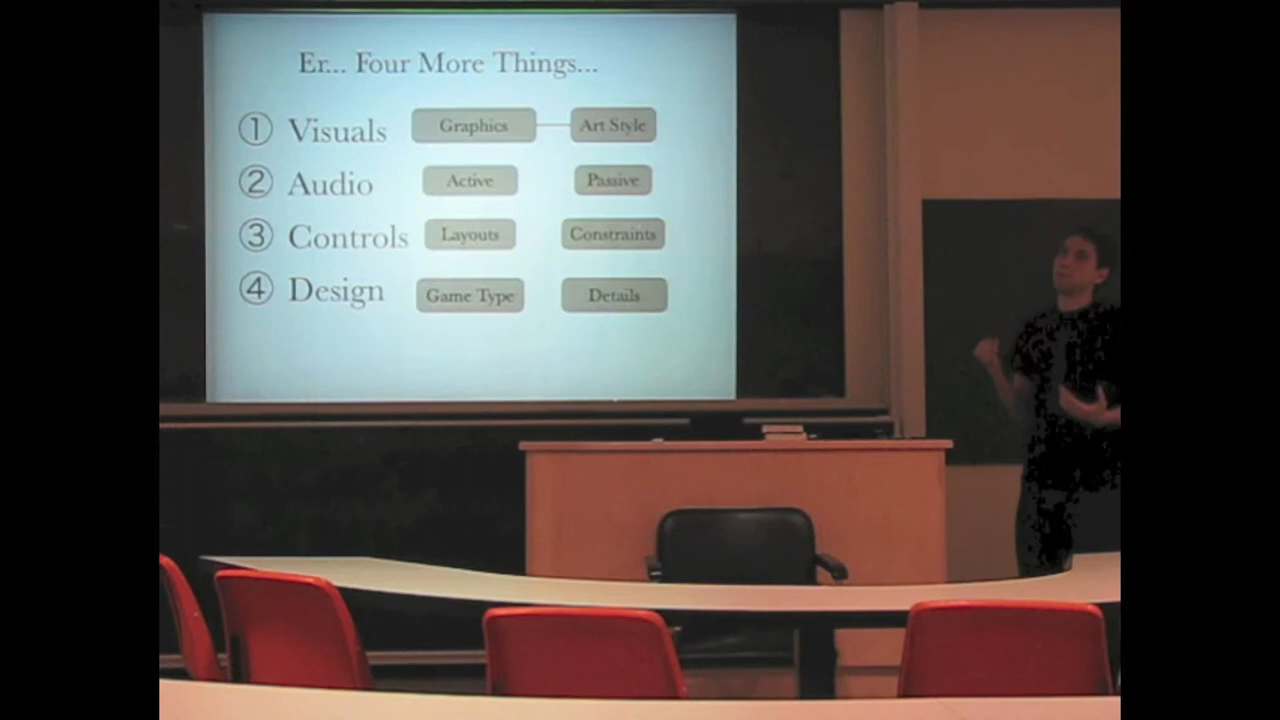 Er... Four More Things...
① Visuals Graphics Art Style
② Audio Active Passive
③ Controls Layouts Constraints
④ Design Game Type Details